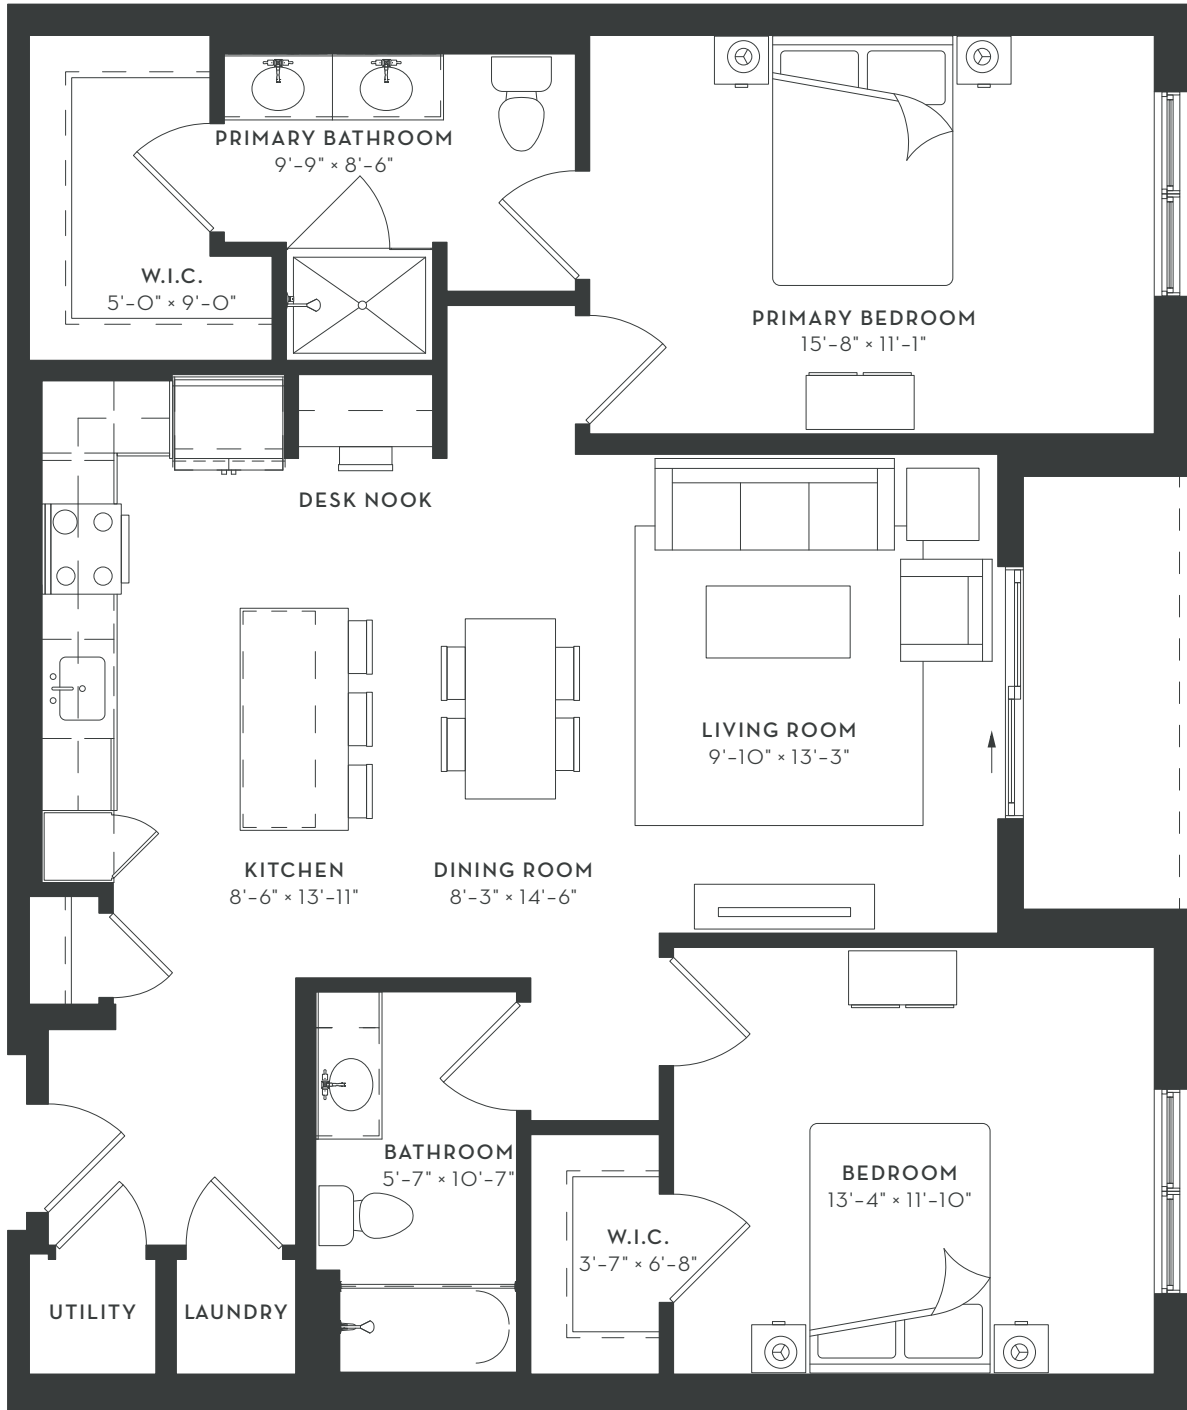 PRIMARY BATHROOM
9'-9" × 8'-6"
W.I.C.
5'-0" × 9'-0"
PRIMARY BEDROOM
15'-8" × 11'-1"
DESK NOOK
LIVING ROOM
9'-10" × 13'-3"
KITCHEN
8'-6" × 13'-11"
DINING ROOM
8'-3" × 14'-6"
BATHROOM
5'-7" × 10'-7"
BEDROOM
13'-4" × 11'-10"
W.I.C.
3'-7" × 6'-8"
UTILITY
LAUNDRY